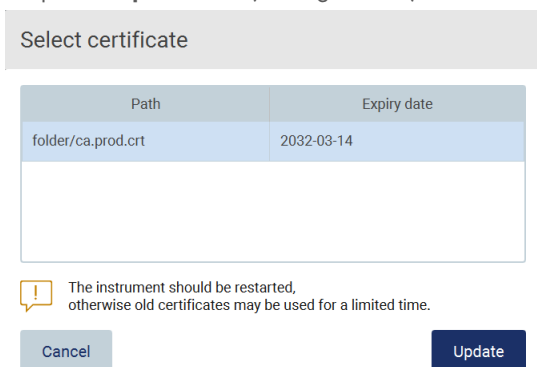 Select certificate
Path Expiry date
folder/ca.prod.crt 2032-03-14
The instrument should be restarted,
otherwise old certificates may be used for a limited time.
Cancel Update